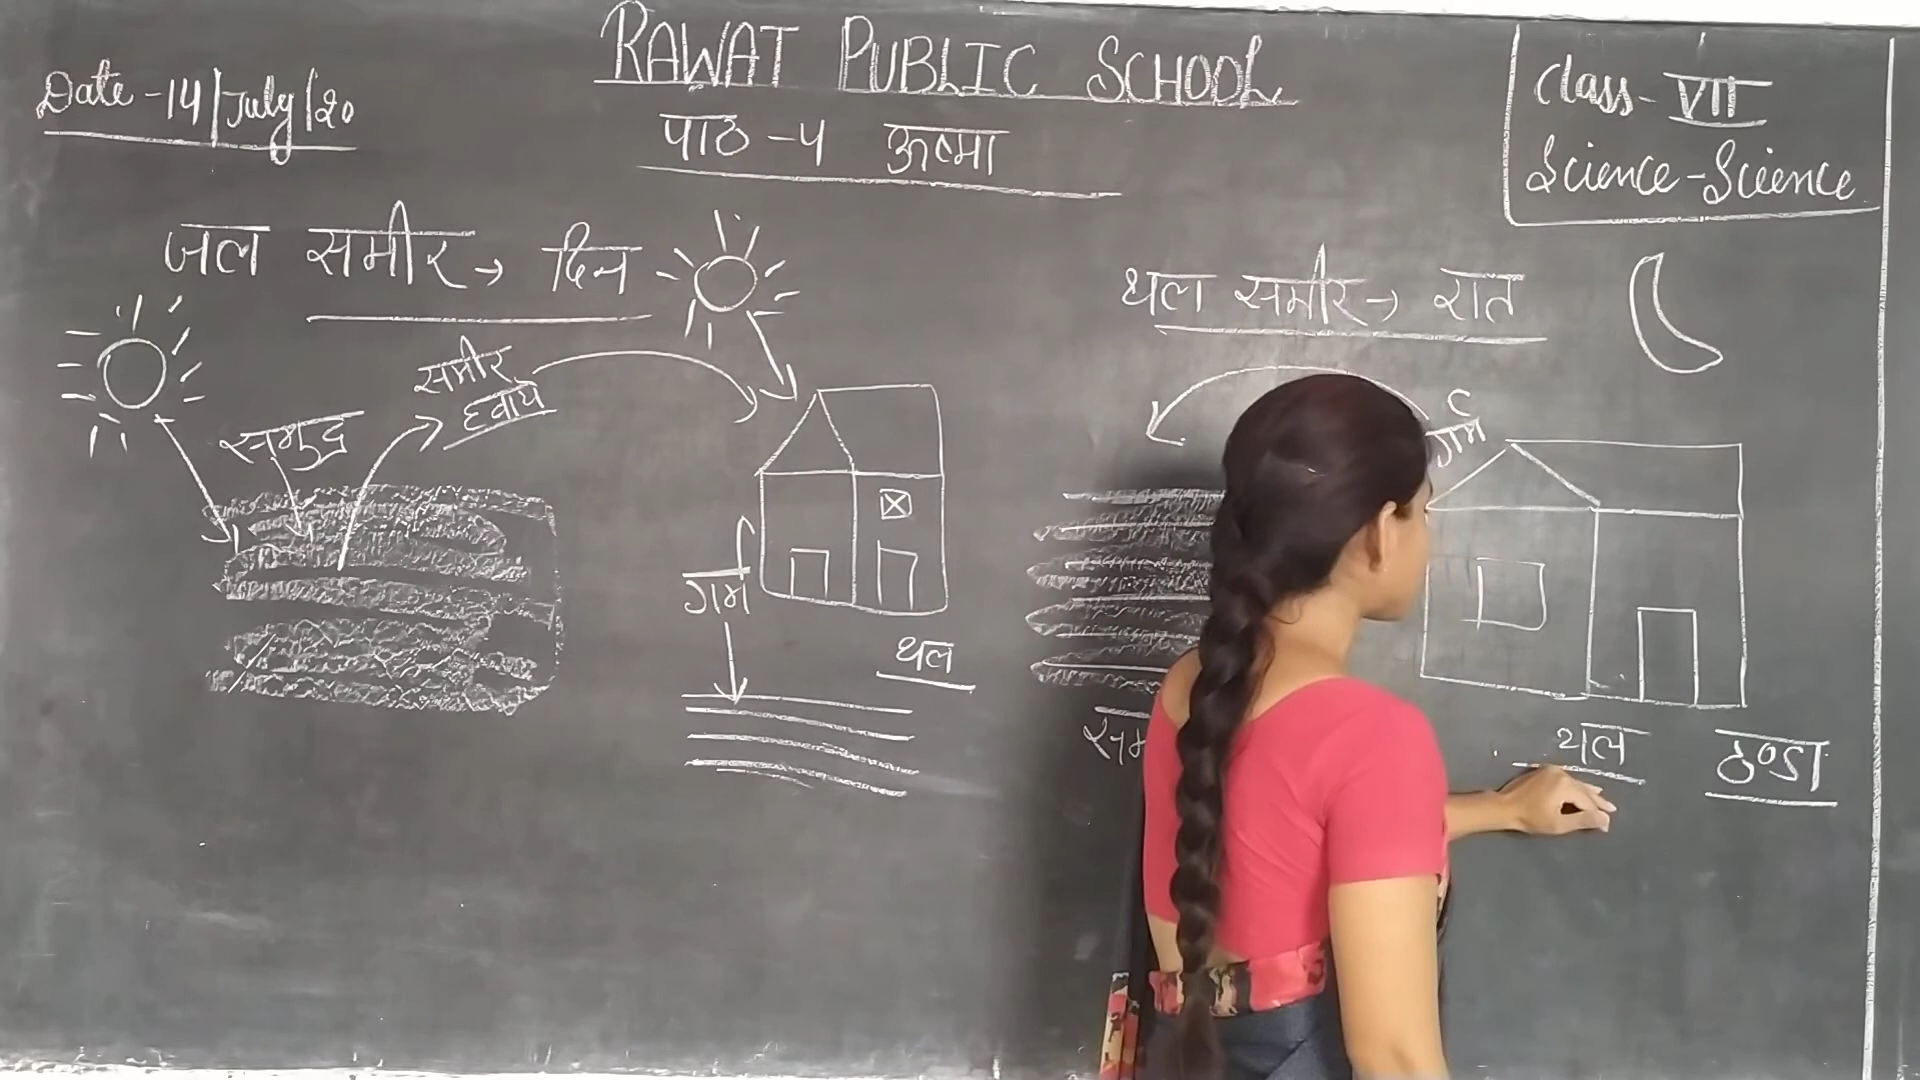 RAWAT PUBLIC SCHOOL
Date - 14/July/20
पाठ - 4 ऊष्मा
Class - VII
Science - Science
जल समीर → दिन
थल समीर → रात
समीर
हवाये
समुद्र
गर्म
गर्म
थल
थल
ठण्डा